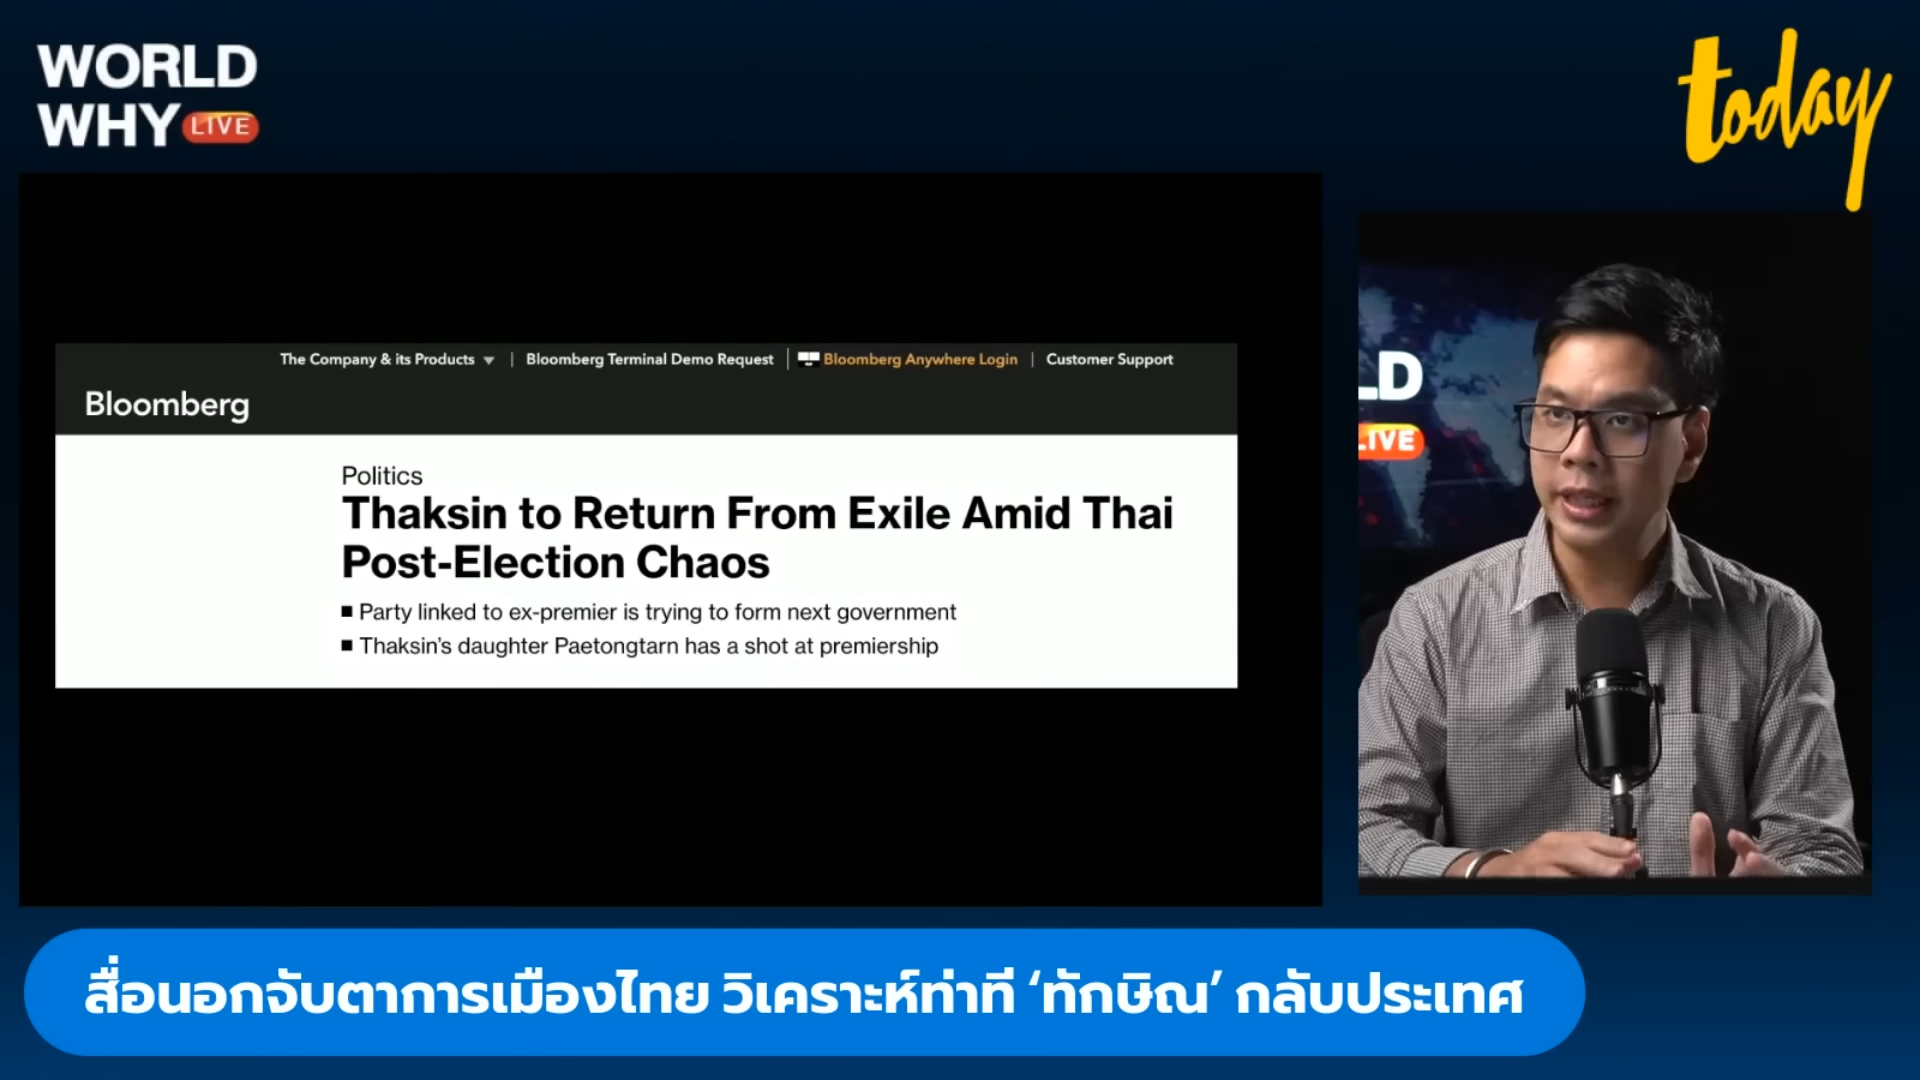 WORLD
WHY LIVE
today
The Company & its Products | Bloomberg Terminal Demo Request | Bloomberg Anywhere Login | Customer Support
Bloomberg
Politics
Thaksin to Return From Exile Amid Thai
Post-Election Chaos
■ Party linked to ex-premier is trying to form next government
■ Thaksin's daughter Paetongtarn has a shot at premiership
LD
LIVE
สื่อนอกจับตาการเมืองไทย วิเคราะห์ท่าที ‘ทักษิณ’ กลับประเทศ